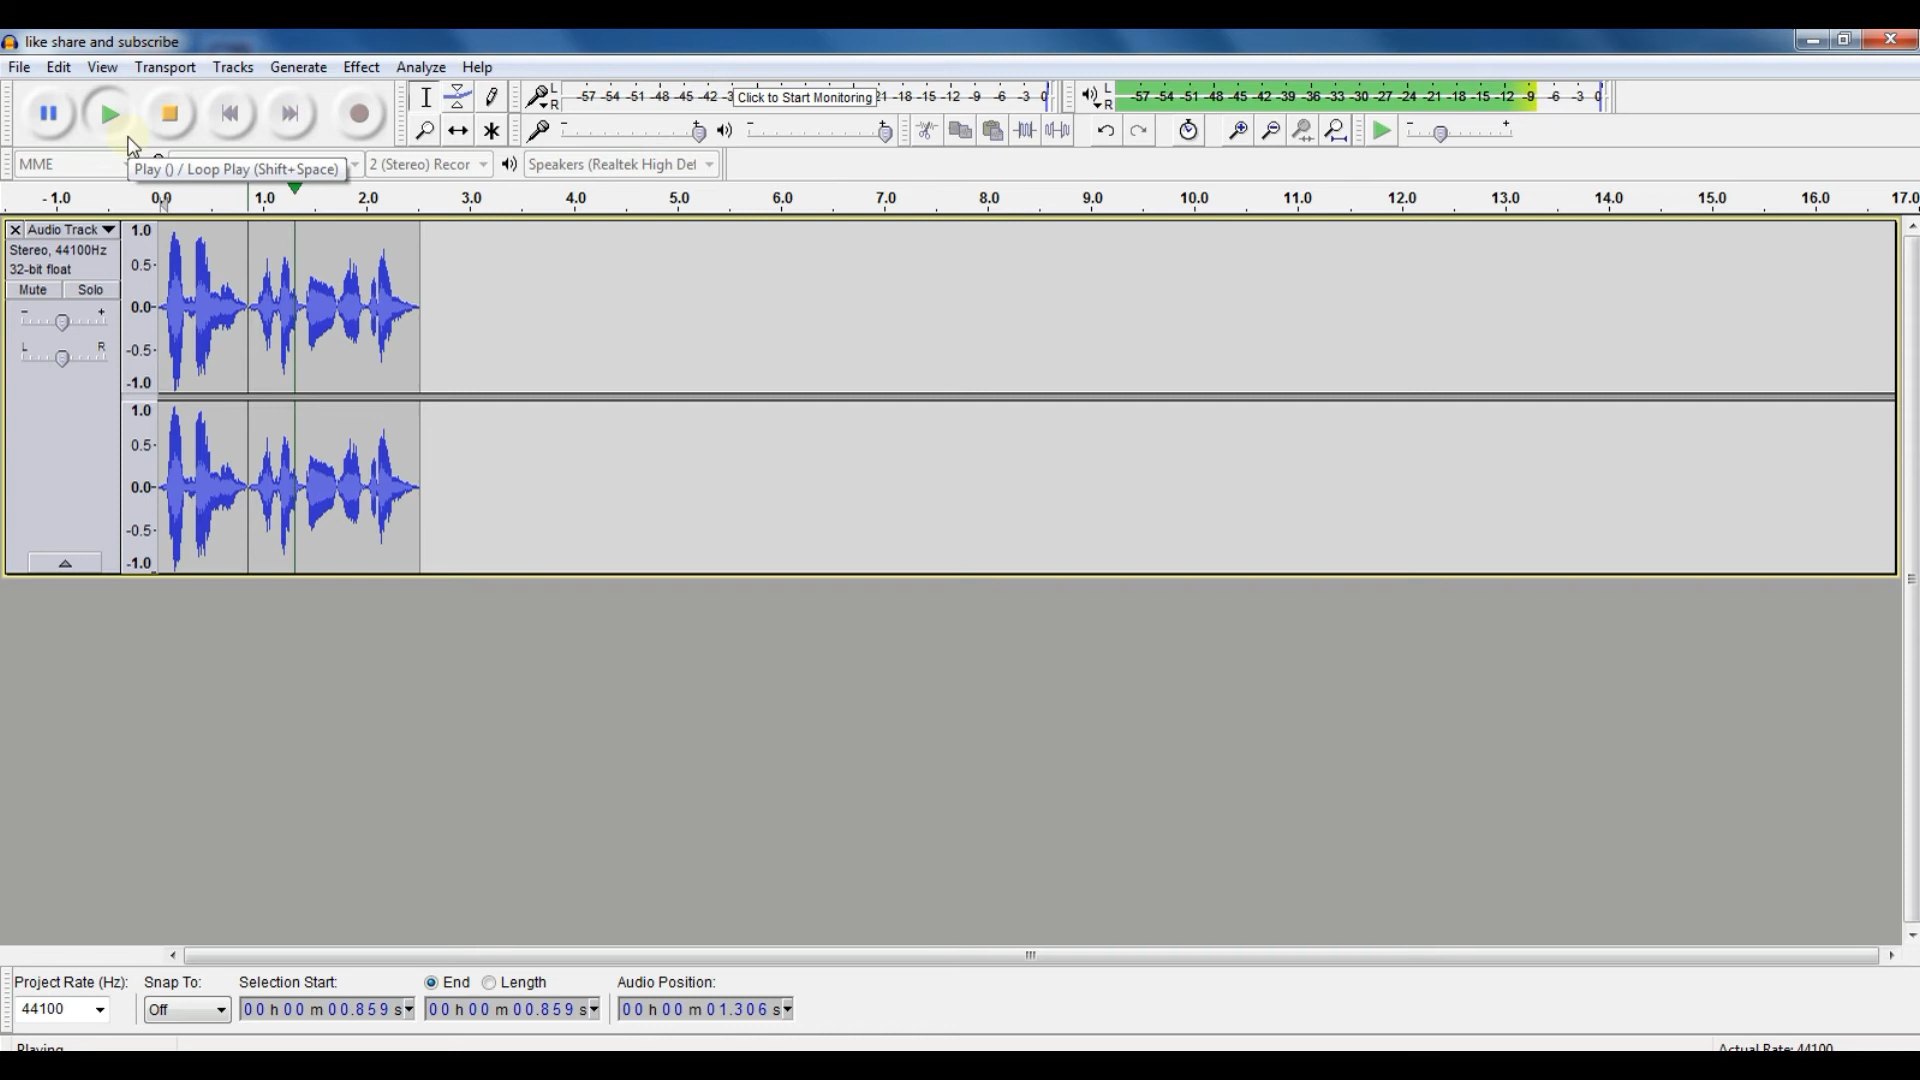 like share and subscribe
File Edit View Transport Tracks Generate Effect Analyze Help
L R -57 -54 -51 -48 -45 -42 -3 Click to Start Monitoring 21 -18 -15 -12 -9 -6 -3 0 L R -57 -54 -51 -48 -45 -42 -39 -36 -33 -30 -27 -24 -21 -18 -15 -12 -9 -6 -3 0
MME 2 (Stereo) Recor Speakers (Realtek High Def
Play () / Loop Play (Shift+Space)
-1.0 0.0 1.0 2.0 3.0 4.0 5.0 6.0 7.0 8.0 9.0 10.0 11.0 12.0 13.0 14.0 15.0 16.0 17.0
Audio Track 1.0
Stereo, 44100Hz
32-bit float 0.5
Mute Solo
- + 0.0
L R -0.5
-1.0
1.0
0.5
0.0
-0.5
-1.0
Project Rate (Hz): Snap To: Selection Start: End Length Audio Position:
44100 Off 00 h 00 m 00.859 s 00 h 00 m 00.859 s 00 h 00 m 01.306 s
Playing Actual Rate: 44100